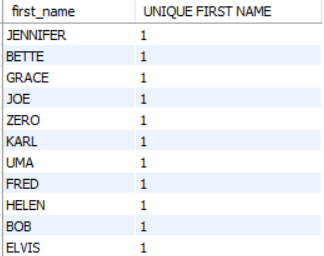 first_name UNIQUE FIRST NAME
JENNIFER 1
BETTE 1
GRACE 1
JOE 1
ZERO 1
KARL 1
UMA 1
FRED 1
HELEN 1
BOB 1
ELVIS 1